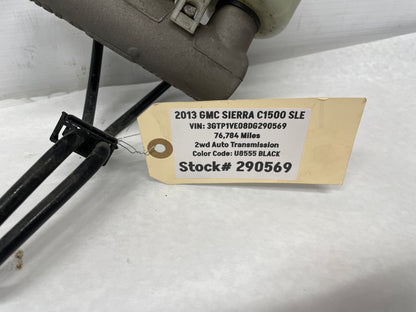 2013 GMC SIERRA C1500 SLE
VIN: 3GTP1VE08DG290569
76,784 Miles
2wd Auto Transmission
Color Code: U8555 BLACK
Stock# 290569